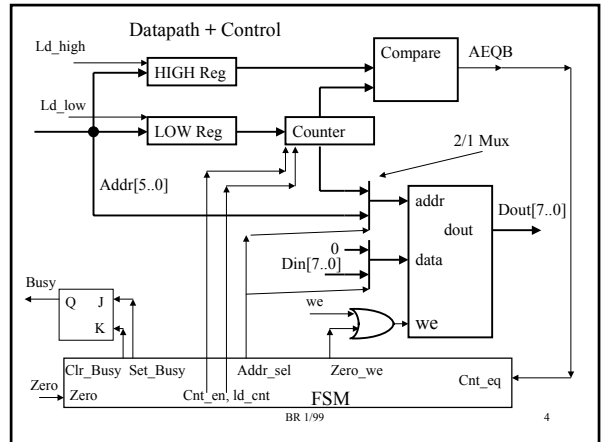 Datapath + Control
Ld_high
HIGH Reg
Compare
AEQB
Ld_low
LOW Reg
Counter
2/1 Mux
Addr[5..0]
addr
Dout[7..0]
dout
0
Din[7..0]
data
Busy
Q
J
we
K
we
Clr_Busy
Set_Busy
Addr_sel
Zero_we
Zero
Zero
Cnt_en, ld_cnt
FSM
Cnt_eq
BR 1/99
4